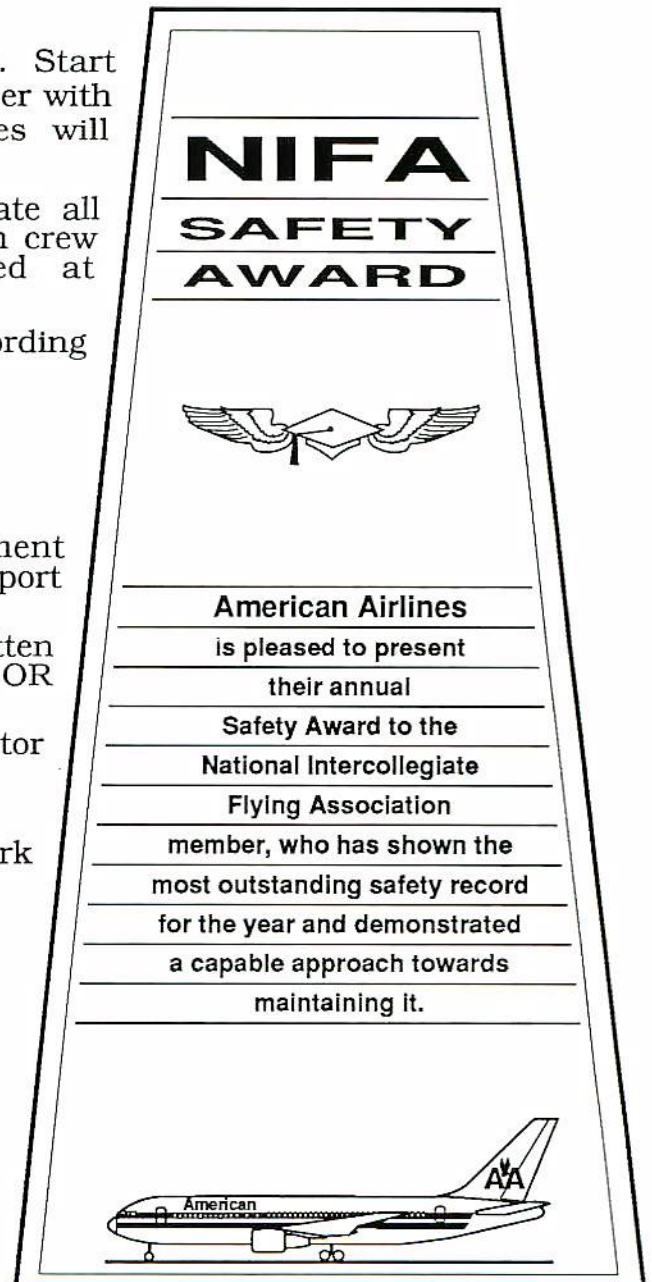 . Start
er with
es will
ate all
n crew
ed at
ording
nent
port
tten
OR
tor
rk
NIFA
SAFETY
AWARD
American Airlines
is pleased to present
their annual
Safety Award to the
National Intercollegiate
Flying Association
member, who has shown the
most outstanding safety record
for the year and demonstrated
a capable approach towards
maintaining it.
AA
American